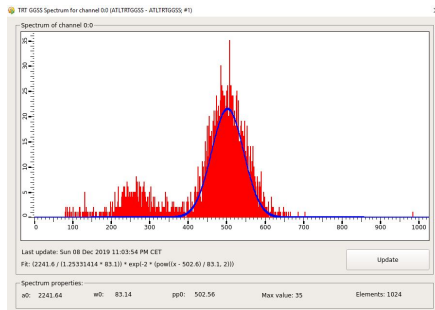 TRT GGSS Spectrum for channel 0:0 (ATLTRTGGSS - ATLTRTGGSS; #1)
Spectrum of channel 0:0
35
30
25
20
15
10
5
0
0 100 200 300 400 500 600 700 800 900 1000
Last update: Sun 08 Dec 2019 11:03:54 PM CET
Fit: (2241.6 / (1.25331414 * 83.1)) * exp(-2 * (pow((x - 502.6) / 83.1, 2)))
Update
Spectrum properties:
a0: 2241.64 w0: 83.14 pp0: 502.56 Max value: 35 Elements: 1024